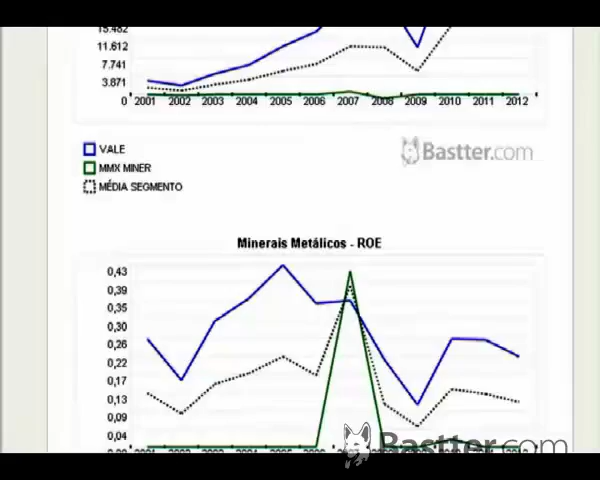 15.482
11.612
7.741
3.871
0
2001 2002 2003 2004 2005 2006 2007 2008 2009 2010 2011 2012
VALE
MMX MINER
MÉDIA SEGMENTO
Bastter.com
Minerais Metálicos - ROE
0,43
0,39
0,35
0,30
0,26
0,22
0,17
0,13
0,09
0,04
Bastter.com